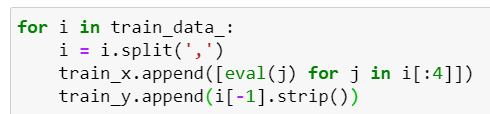 for i in train_data_:
    i = i.split(',')
    train_x.append([eval(j) for j in i[:4]])
    train_y.append(i[-1].strip())